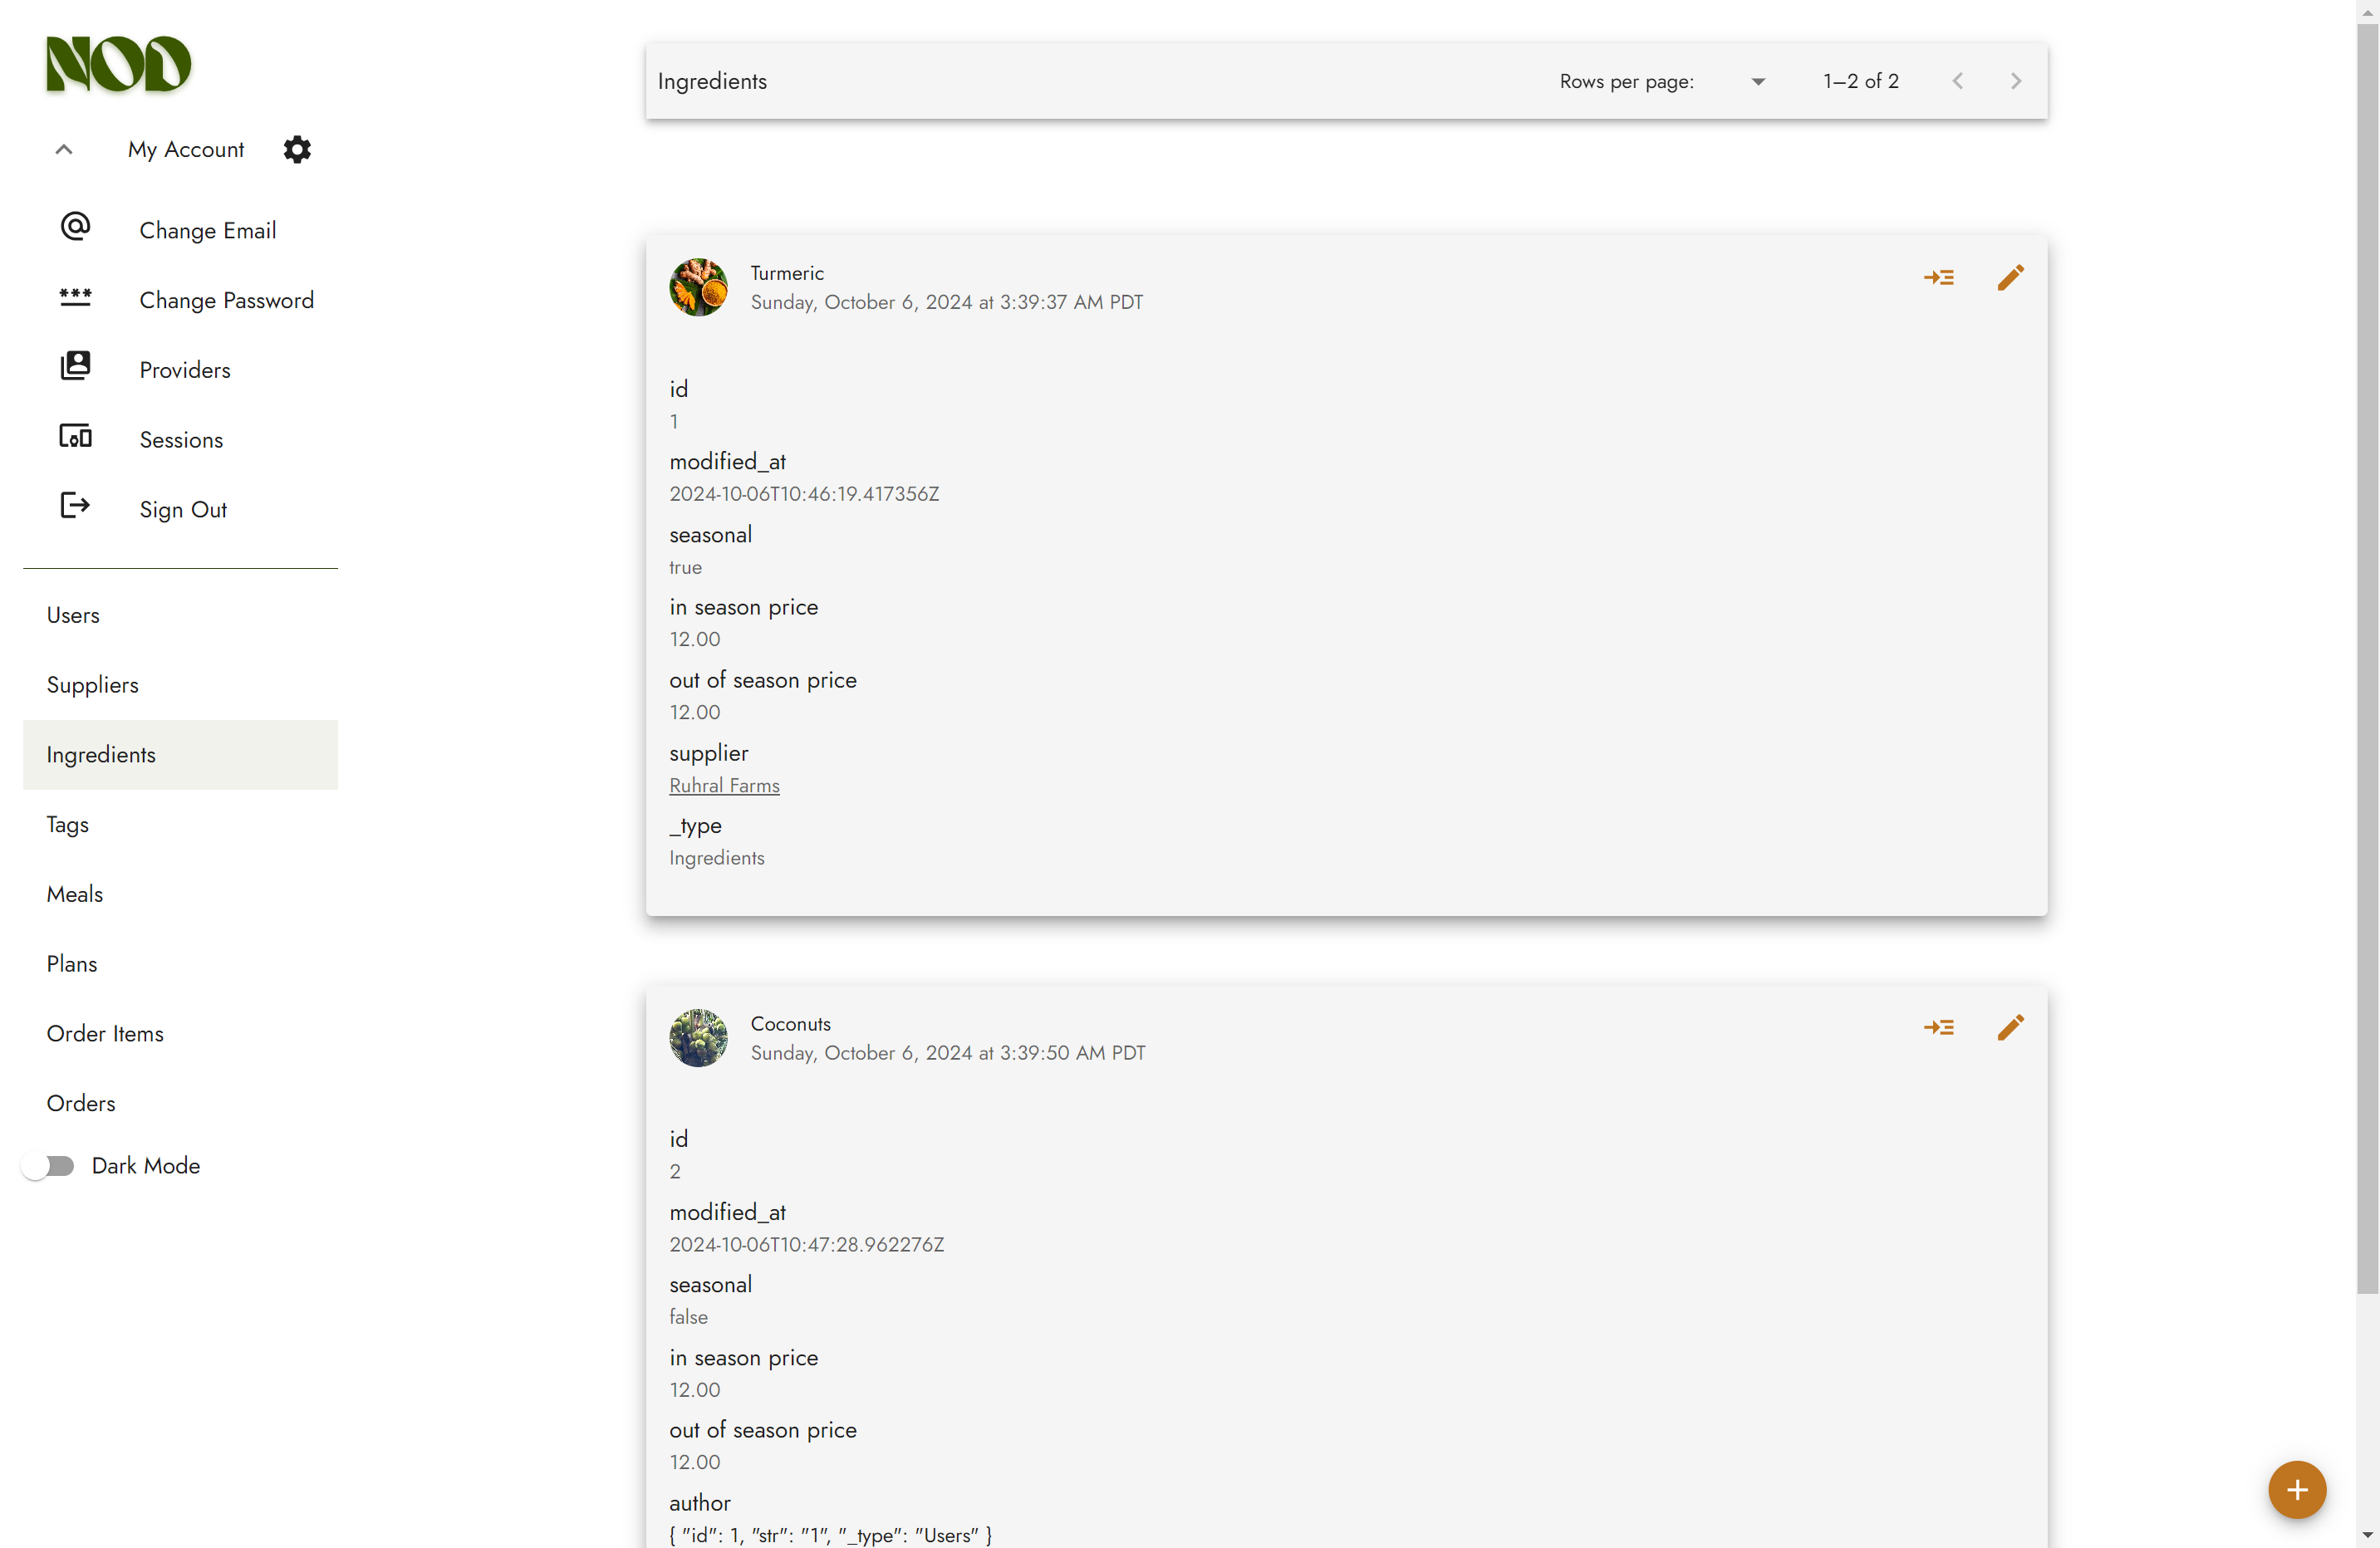 NOD
My Account
Change Email
Change Password
Providers
Sessions
Sign Out
Users
Suppliers
Ingredients
Tags
Meals
Plans
Order Items
Orders
Dark Mode
Ingredients
Rows per page:
1–2 of 2
Turmeric
Sunday, October 6, 2024 at 3:39:37 AM PDT
id
1
modified_at
2024-10-06T10:46:19.417356Z
seasonal
true
in season price
12.00
out of season price
12.00
supplier
Ruhral Farms
_type
Ingredients
Coconuts
Sunday, October 6, 2024 at 3:39:50 AM PDT
id
2
modified_at
2024-10-06T10:47:28.962276Z
seasonal
false
in season price
12.00
out of season price
12.00
author
{ "id": 1, "str": "1", "_type": "Users" }